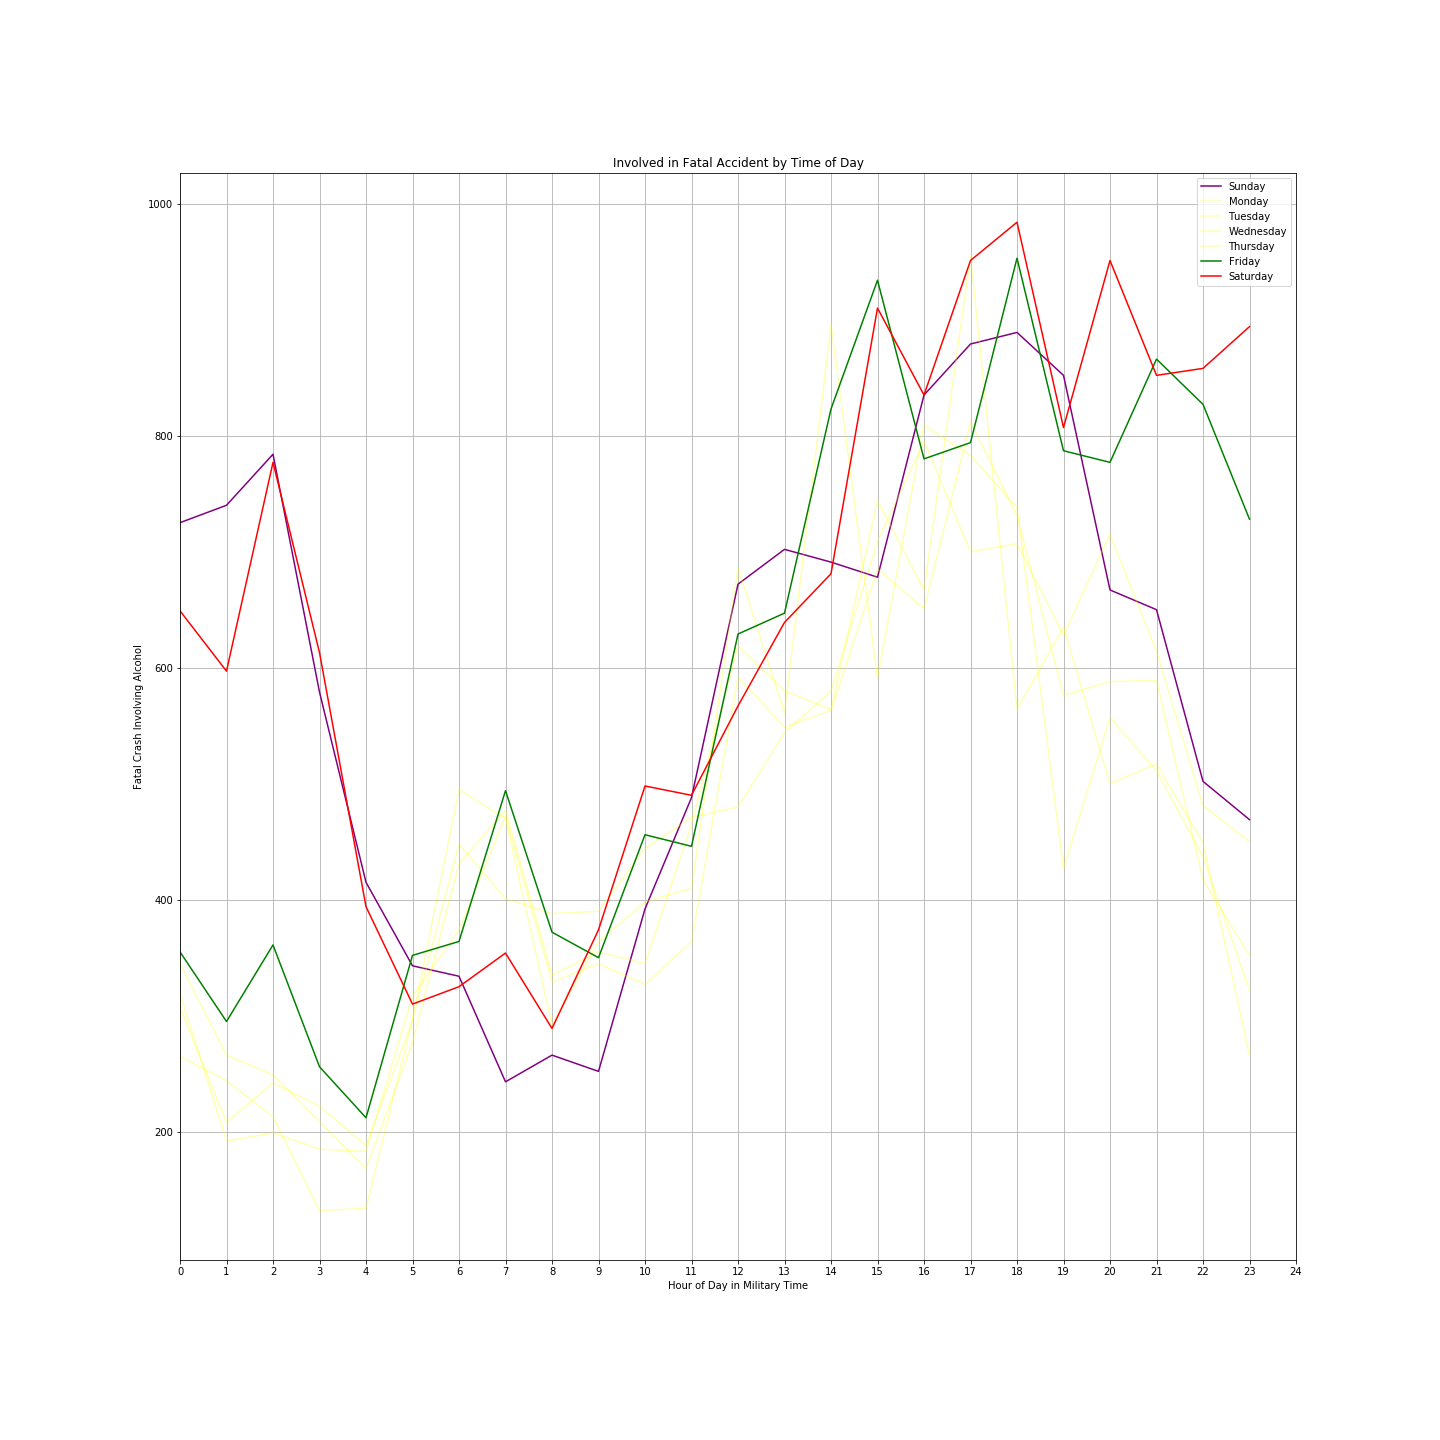 Involved in Fatal Accident by Time of Day
Sunday
Monday
Tuesday
Wednesday
Thursday
Friday
Saturday
1000
800
600
400
200
Fatal Crash Involving Alcohol
0 1 2 3 4 5 6 7 8 9 10 11 12 13 14 15 16 17 18 19 20 21 22 23 24
Hour of Day in Military Time